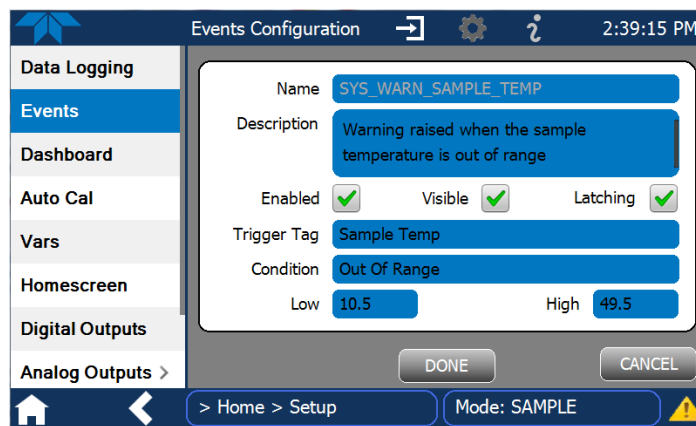 Events Configuration
2:39:15 PM
Data Logging
Events
Dashboard
Auto Cal
Vars
Homescreen
Digital Outputs
Analog Outputs >
Name SYS_WARN_SAMPLE_TEMP
Description Warning raised when the sample
temperature is out of range
Enabled Visible Latching
Trigger Tag Sample Temp
Condition Out Of Range
Low 10.5 High 49.5
DONE CANCEL
> Home > Setup Mode: SAMPLE